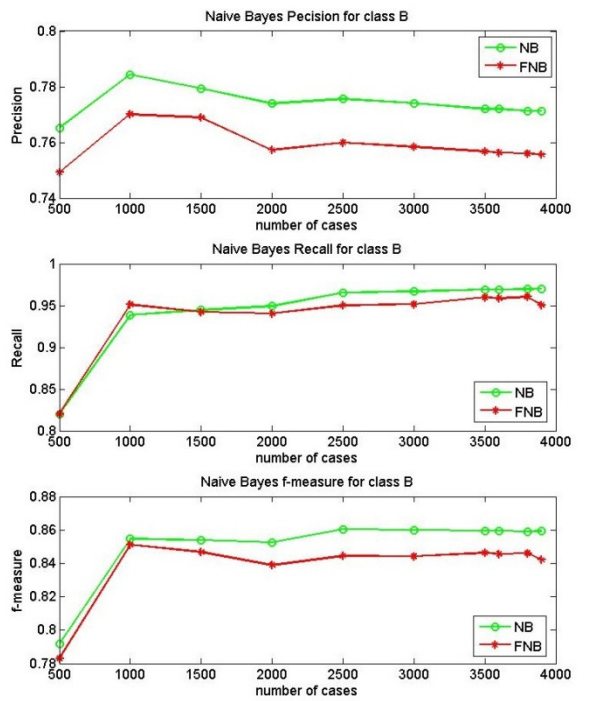 Naive Bayes Pecision for class B
0.8
0.78
0.76
0.74
Precision
NB
FNB
500 1000 1500 2000 2500 3000 3500 4000
number of cases
Naive Bayes Recall for class B
1
0.95
0.9
0.85
0.8
Recall
NB
FNB
500 1000 1500 2000 2500 3000 3500 4000
number of cases
Naive Bayes f-measure for class B
0.88
0.86
0.84
0.82
0.8
0.78
f-measure
NB
FNB
500 1000 1500 2000 2500 3000 3500 4000
number of cases